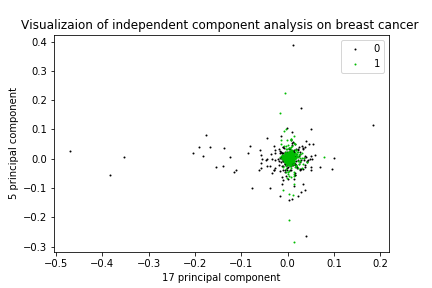 Visualizaion of independent component analysis on breast cancer
0.4
0.3
0.2
0.1
0.0
−0.1
−0.2
−0.3
5 principal component
0
1
−0.5 −0.4 −0.3 −0.2 −0.1 0.0 0.1 0.2
17 principal component